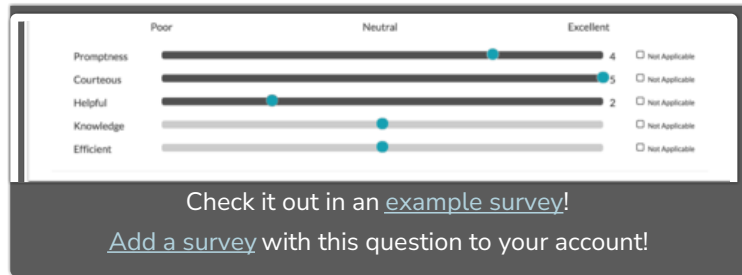 Poor Neutral Excellent
Promptness 4 Not Applicable
Courteous 5 Not Applicable
Helpful 2 Not Applicable
Knowledge Not Applicable
Efficient Not Applicable
Check it out in an example survey!
Add a survey with this question to your account!